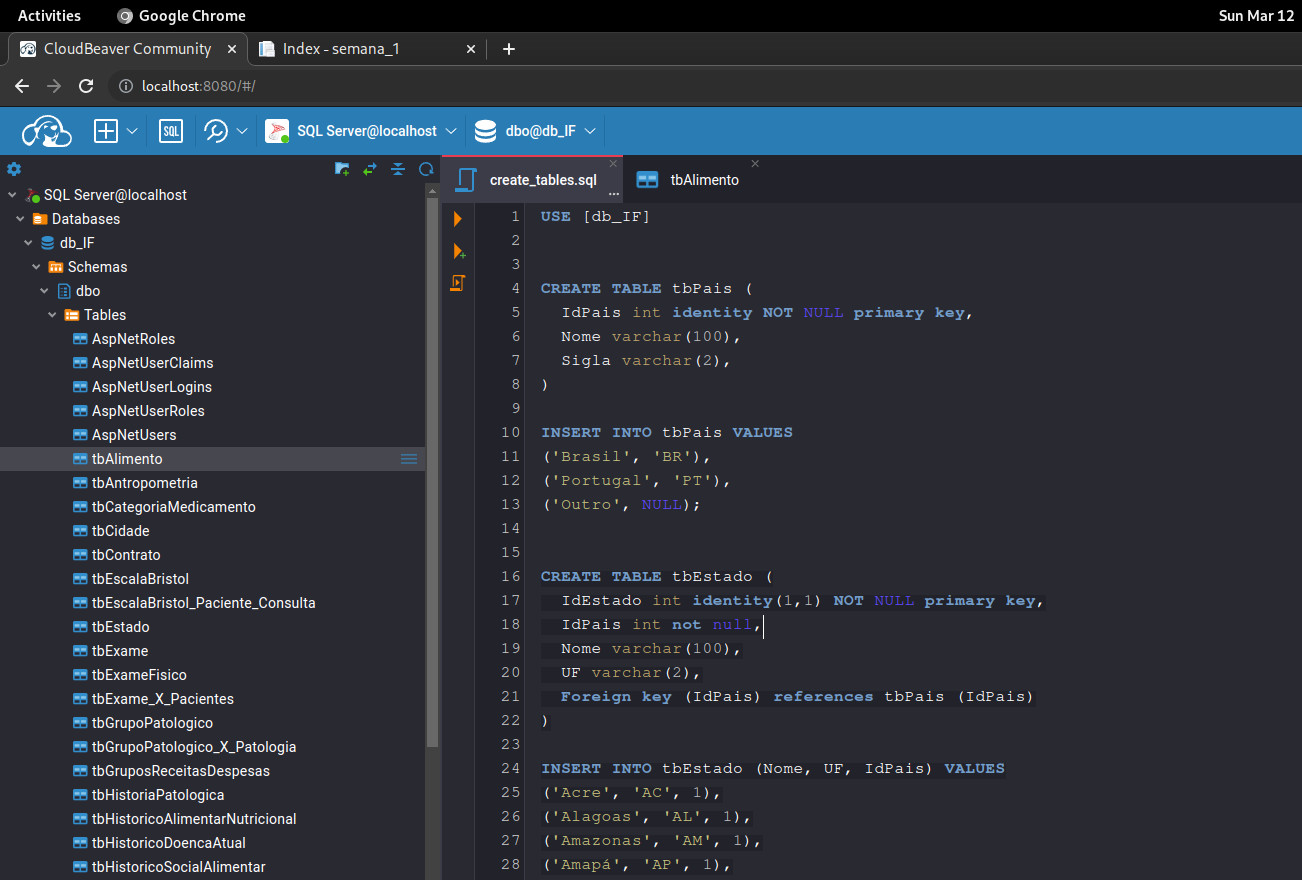 Activities Google Chrome Sun Mar 12
CloudBeaver Community Index - semana_1
localhost:8080/#/
SQL SQL Server@localhost dbo@db_IF
SQL Server@localhost
Databases
db_IF
Schemas
dbo
Tables
AspNetRoles
AspNetUserClaims
AspNetUserLogins
AspNetUserRoles
AspNetUsers
tbAlimento
tbAntropometria
tbCategoriaMedicamento
tbCidade
tbContrato
tbEscalaBristol
tbEscalaBristol_Paciente_Consulta
tbEstado
tbExame
tbExameFisico
tbExame_X_Pacientes
tbGrupoPatologico
tbGrupoPatologico_X_Patologia
tbGruposReceitasDespesas
tbHistoriaPatologica
tbHistoricoAlimentarNutricional
tbHistoricoDoencaAtual
tbHistoricoSocialAlimentar
create_tables.sql tbAlimento
1 USE [db_IF]
2
3
4 CREATE TABLE tbPais (
5 IdPais int identity NOT NULL primary key,
6 Nome varchar(100),
7 Sigla varchar(2),
8 )
9
10 INSERT INTO tbPais VALUES
11 ('Brasil', 'BR'),
12 ('Portugal', 'PT'),
13 ('Outro', NULL);
14
15
16 CREATE TABLE tbEstado (
17 IdEstado int identity(1,1) NOT NULL primary key,
18 IdPais int not null,
19 Nome varchar(100),
20 UF varchar(2),
21 Foreign key (IdPais) references tbPais (IdPais)
22 )
23
24 INSERT INTO tbEstado (Nome, UF, IdPais) VALUES
25 ('Acre', 'AC', 1),
26 ('Alagoas', 'AL', 1),
27 ('Amazonas', 'AM', 1),
28 ('Amapá', 'AP', 1),